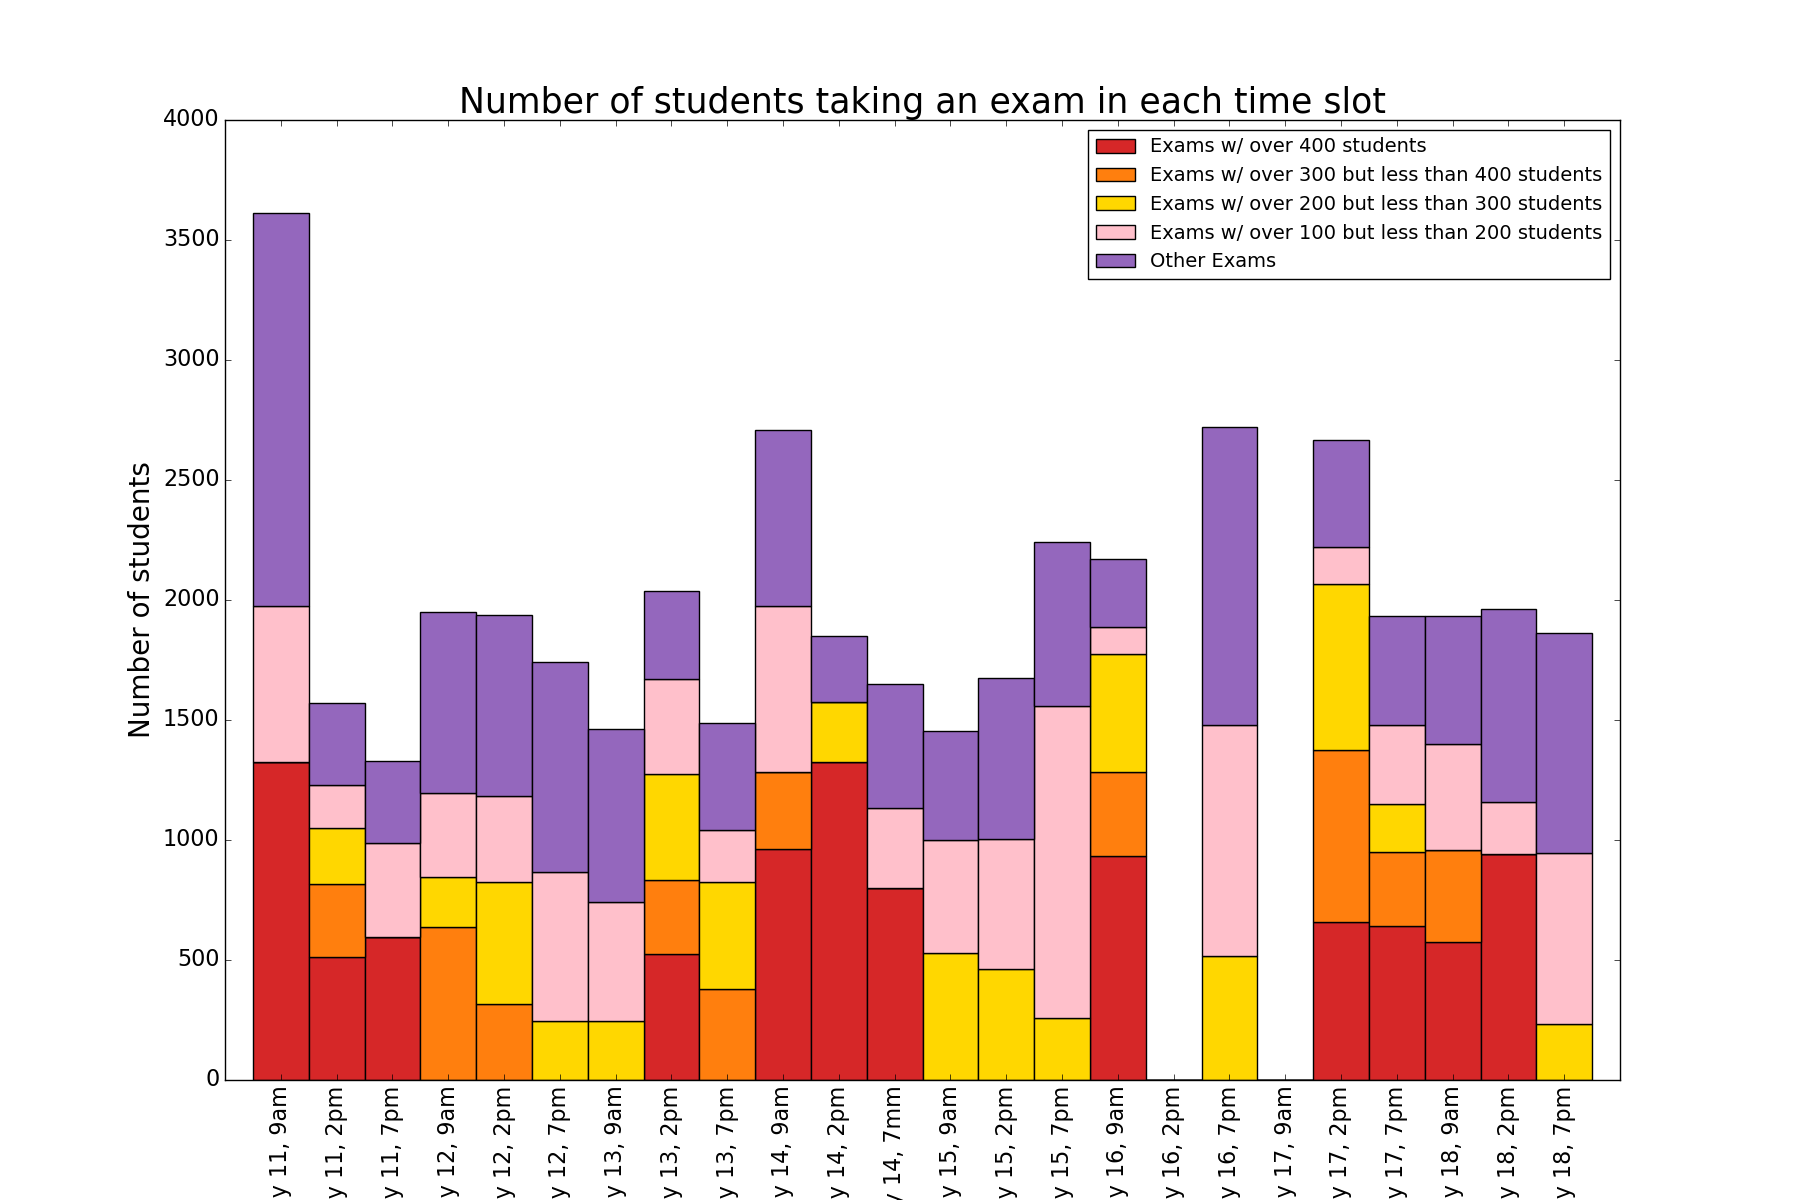 Number of students taking an exam in each time slot
Exams w/ over 400 students
Exams w/ over 300 but less than 400 students
Exams w/ over 200 but less than 300 students
Exams w/ over 100 but less than 200 students
Other Exams
Number of students
4000
3500
3000
2500
2000
1500
1000
500
0
y 11, 9am
y 11, 2pm
y 11, 7pm
y 12, 9am
y 12, 2pm
y 12, 7pm
y 13, 9am
y 13, 2pm
y 13, 7pm
y 14, 9am
y 14, 2pm
y 14, 7mm
y 15, 9am
y 15, 2pm
y 15, 7pm
y 16, 9am
y 16, 2pm
y 16, 7pm
y 17, 9am
y 17, 2pm
y 17, 7pm
y 18, 9am
y 18, 2pm
y 18, 7pm